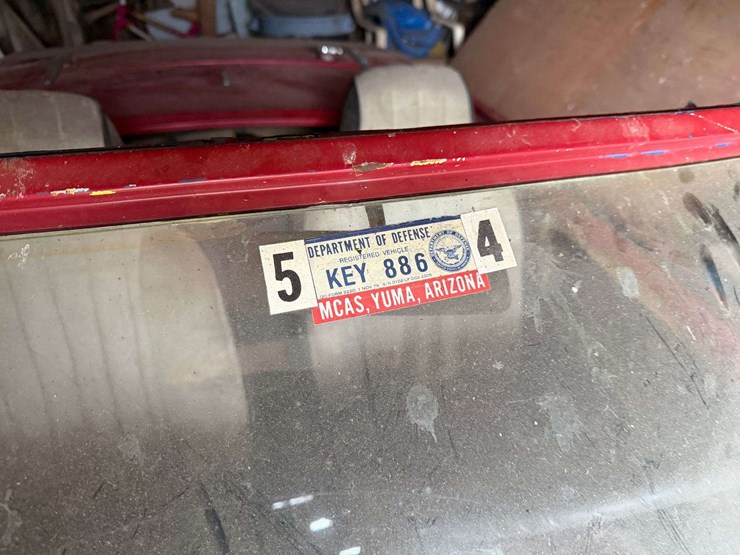 5
DEPARTMENT OF DEFENSE
REGISTERED VEHICLE
KEY 886
MCAS, YUMA, ARIZONA
4